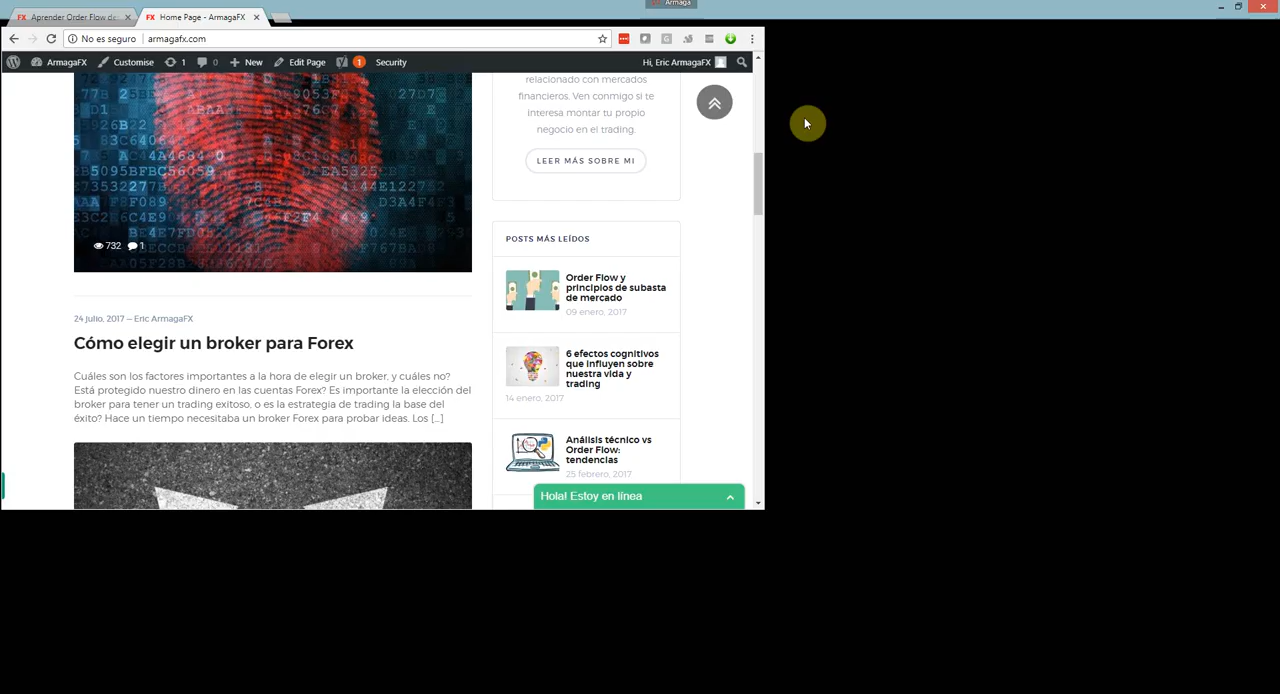 Armaga
Aprender Order Flow de
Home Page - ArmagaFX
No es seguro | armagafx.com
ArmagaFX Customise 1 0 New Edit Page 1 Security Hi, Eric ArmagaFX
relacionado con mercados
financieros. Ven conmigo si te
interesa montar tu propio
negocio en el trading.
LEER MÁS SOBRE MI
732 1
24 julio, 2017 — Eric ArmagaFX
Cómo elegir un broker para Forex
Cuáles son los factores importantes a la hora de elegir un broker, y cuáles no?
Está protegido nuestro dinero en las cuentas Forex? Es importante la elección del
broker para tener un trading exitoso, o es la estrategia de trading la base del
éxito? Hace un tiempo necesitaba un broker Forex para probar ideas. Los [...]
POSTS MÁS LEÍDOS
Order Flow y
principios de subasta
de mercado
09 enero, 2017
6 efectos cognitivos
que influyen sobre
nuestra vida y
trading
14 enero, 2017
Análisis técnico vs
Order Flow:
tendencias
25 febrero, 2017
Hola! Estoy en línea